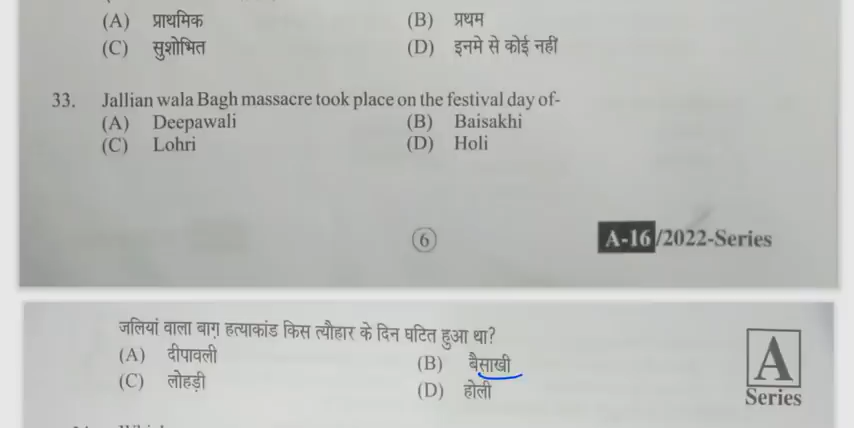 (A) प्राथमिक (B) प्रथम
(C) सुशोभित (D) इनमे से कोई नहीं
33. Jallian wala Bagh massacre took place on the festival day of-
(A) Deepawali (B) Baisakhi
(C) Lohri (D) Holi
6 A-16/2022-Series
जलियां वाला बाग़ हत्याकांड किस त्यौहार के दिन घटित हुआ था?
(A) दीपावली (B) बैसाखी
(C) लोहड़ी (D) होली
A
Series